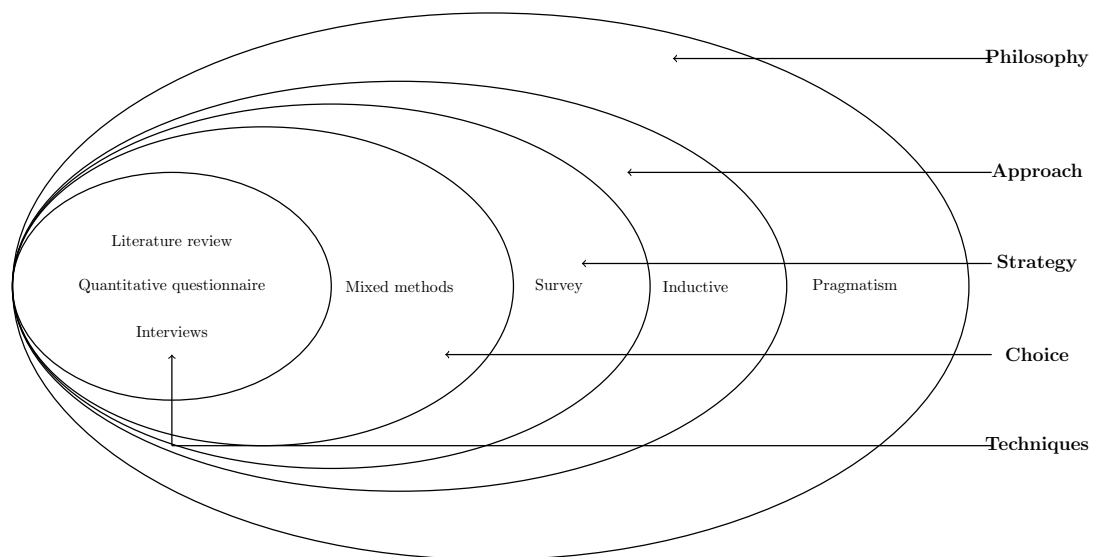 Philosophy
Approach
Strategy
Choice
Techniques
Literature review
Quantitative questionnaire
Interviews
Mixed methods
Survey
Inductive
Pragmatism